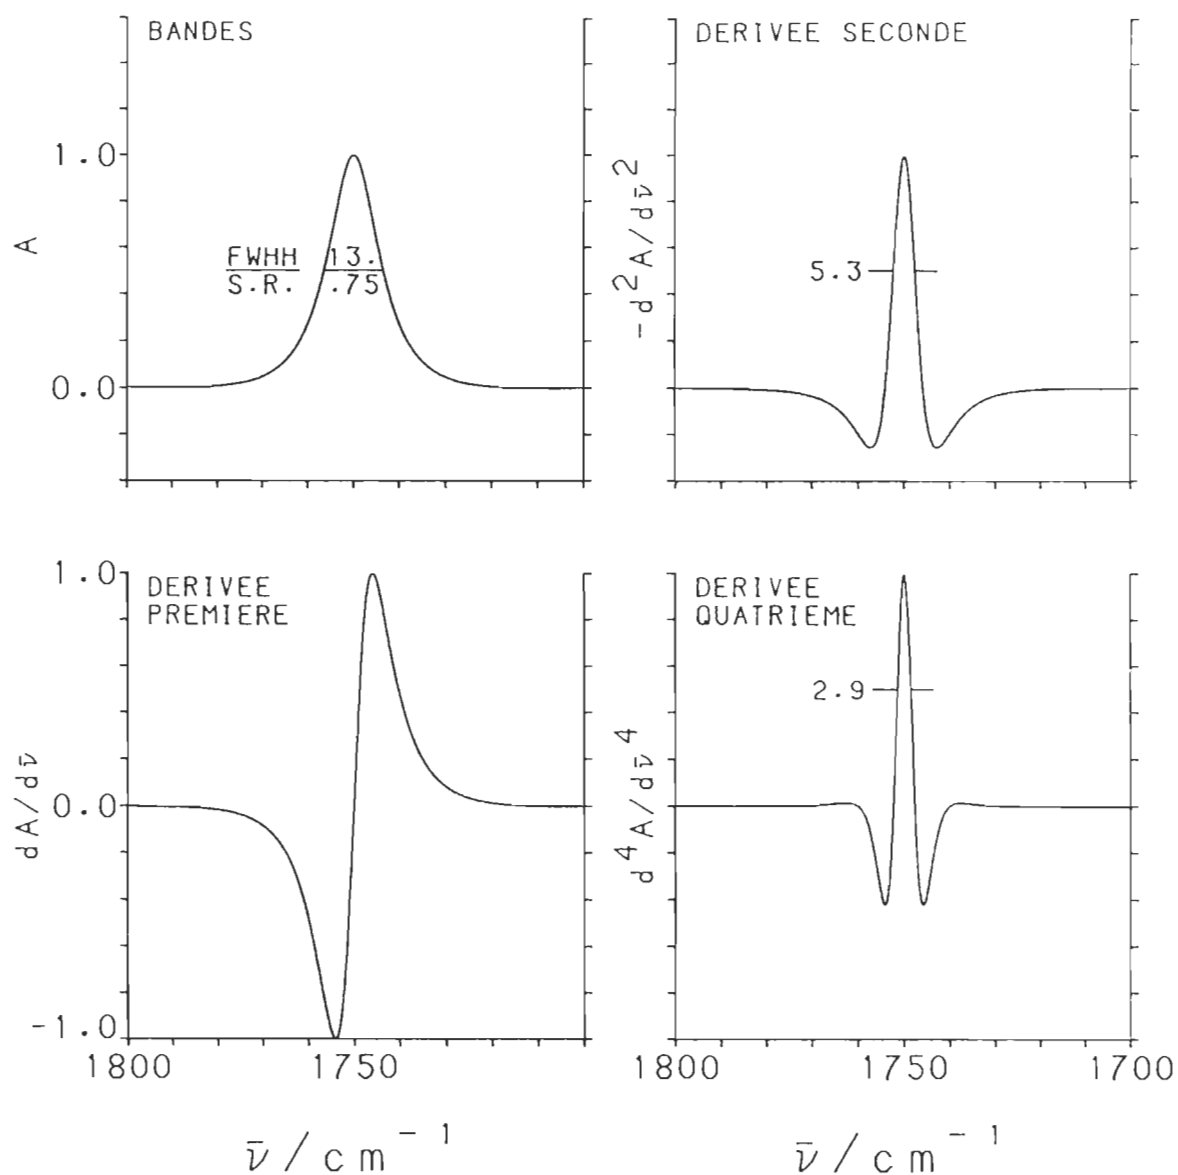 BANDES
1.0
A
FWHH 13.
S.R. .75
0.0
DERIVEE SECONDE
-d²A/dν̄²
5.3
DERIVEE
PREMIERE
1.0
dA/dν̄
0.0
-1.0
1800 1750
ν̄/cm⁻¹
DERIVEE
QUATRIEME
2.9
d⁴A/dν̄⁴
1800 1750 1700
ν̄/cm⁻¹